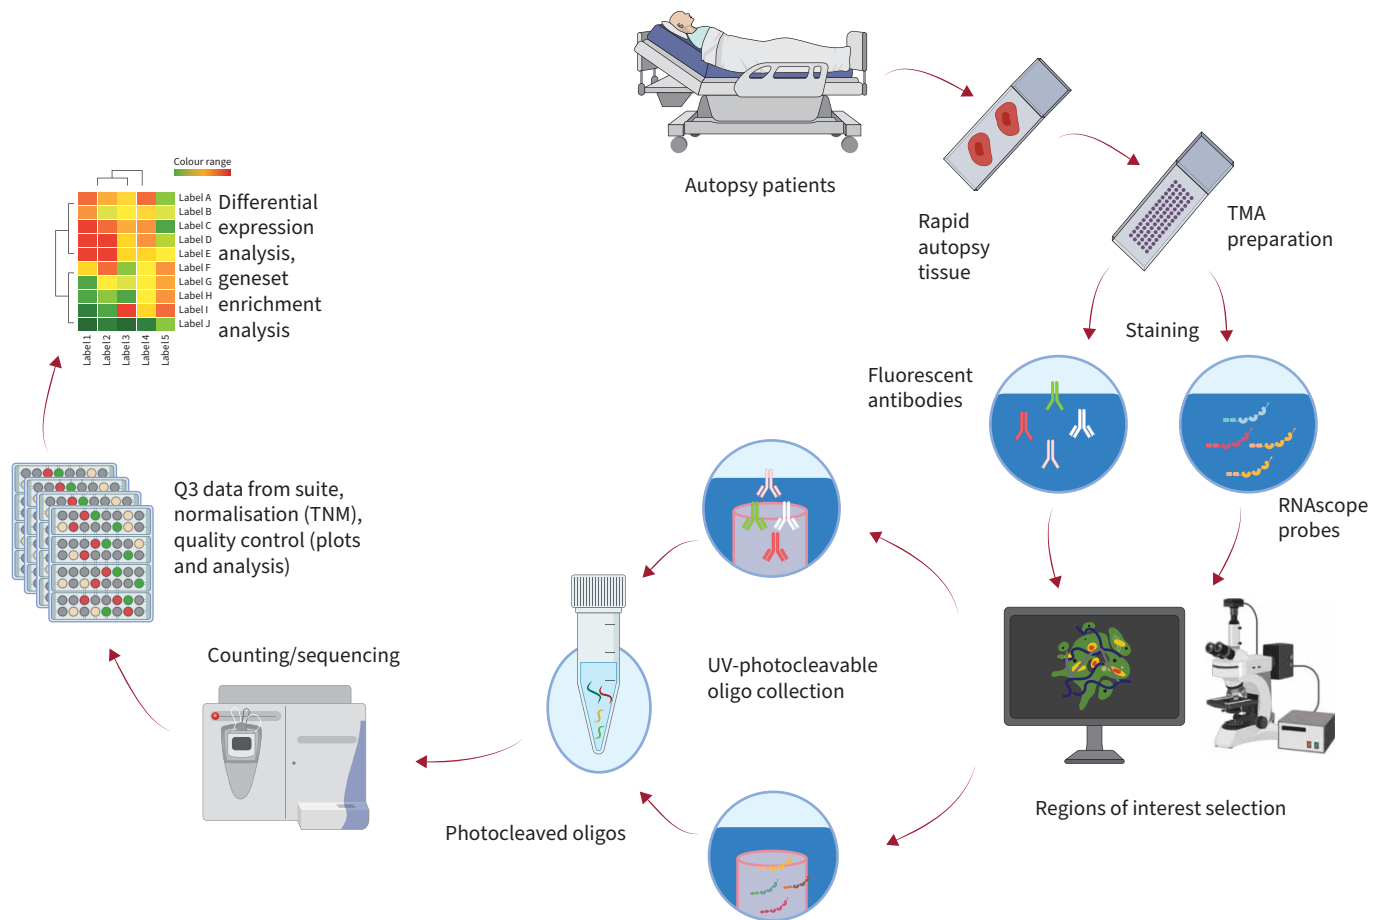 Autopsy patients
Rapid
autopsy
tissue
TMA
preparation
Staining
Fluorescent
antibodies
RNAscope
probes
Regions of interest selection
UV-photocleavable
oligo collection
Photocleaved oligos
Counting/sequencing
Q3 data from suite,
normalisation (TNM),
quality control (plots
and analysis)
Colour range
Label A
Label B
Label C
Label D
Label E
Label F
Label G
Label H
Label I
Label J
Label 1
Label 2
Label 3
Label 4
Label 5
Differential
expression
analysis,
geneset
enrichment
analysis